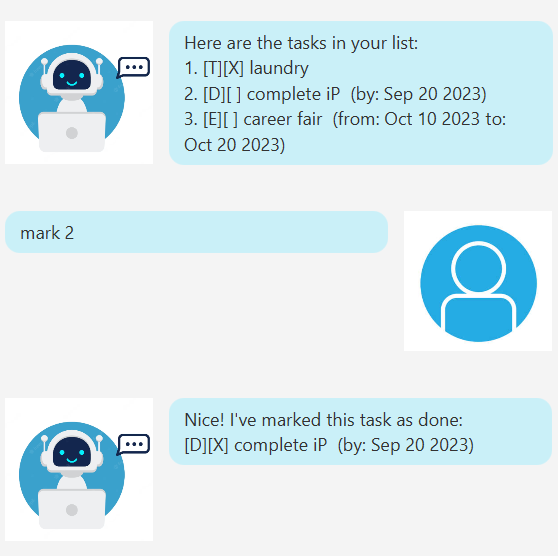 Here are the tasks in your list:
1. [T][X] laundry
2. [D][ ] complete iP  (by: Sep 20 2023)
3. [E][ ] career fair  (from: Oct 10 2023 to:
Oct 20 2023)
mark 2
Nice! I've marked this task as done:
[D][X] complete iP  (by: Sep 20 2023)